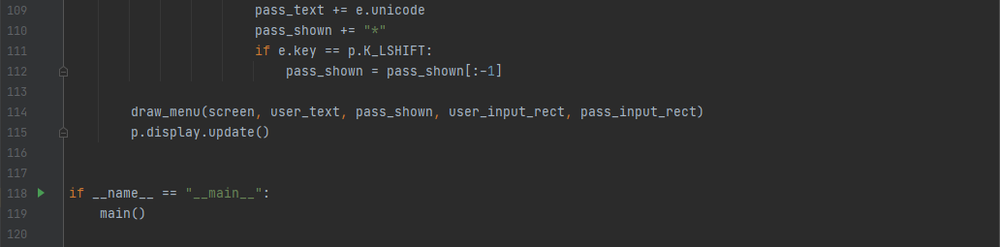 109 pass_text += e.unicode
110 pass_shown += "*"
111 if e.key == p.K_LSHIFT:
112 pass_shown = pass_shown[:-1]
113
114 draw_menu(screen, user_text, pass_shown, user_input_rect, pass_input_rect)
115 p.display.update()
116
117
118 if __name__ == "__main__":
119 main()
120